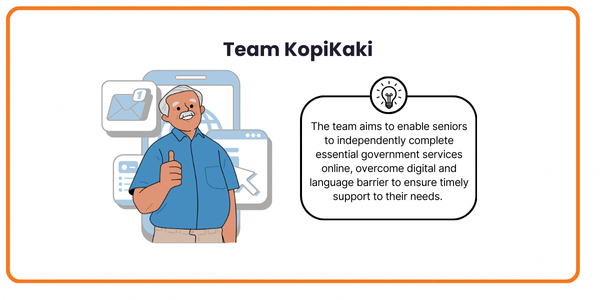 Team KopiKaki
1
The team aims to enable seniors
to independently complete
essential government services
online, overcome digital and
language barrier to ensure timely
support to their needs.